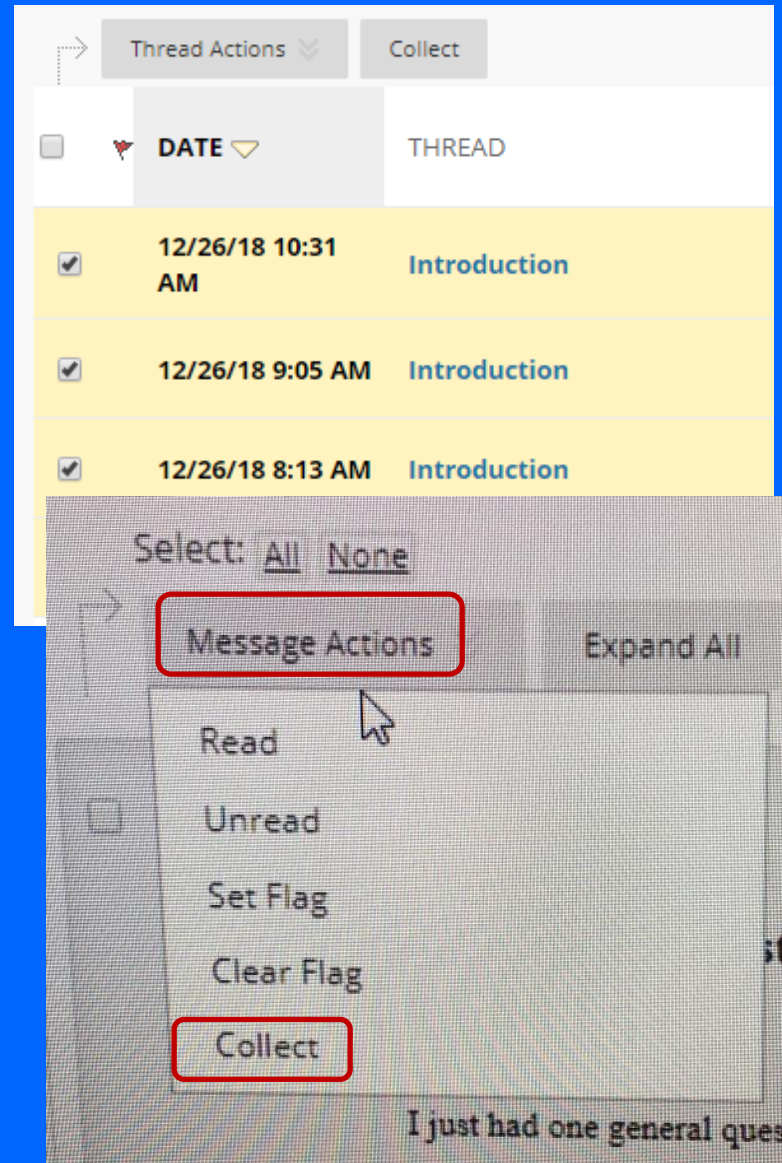 Thread Actions Collect
DATE THREAD
12/26/18 10:31
AM
Introduction
12/26/18 9:05 AM Introduction
12/26/18 8:13 AM Introduction
Select: All None
Message Actions Expand All
Read
Unread
Set Flag
Clear Flag
Collect
I just had one general